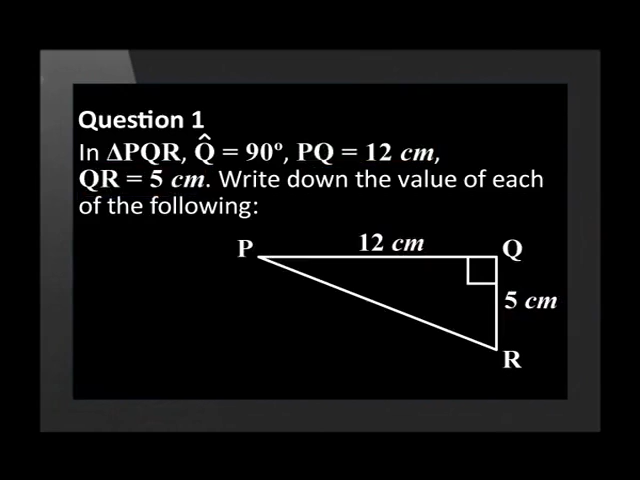 Question 1
In ΔPQR, Q̂ = 90º, PQ = 12 cm,
QR = 5 cm. Write down the value of each
of the following:
12 cm
P
Q
5 cm
R